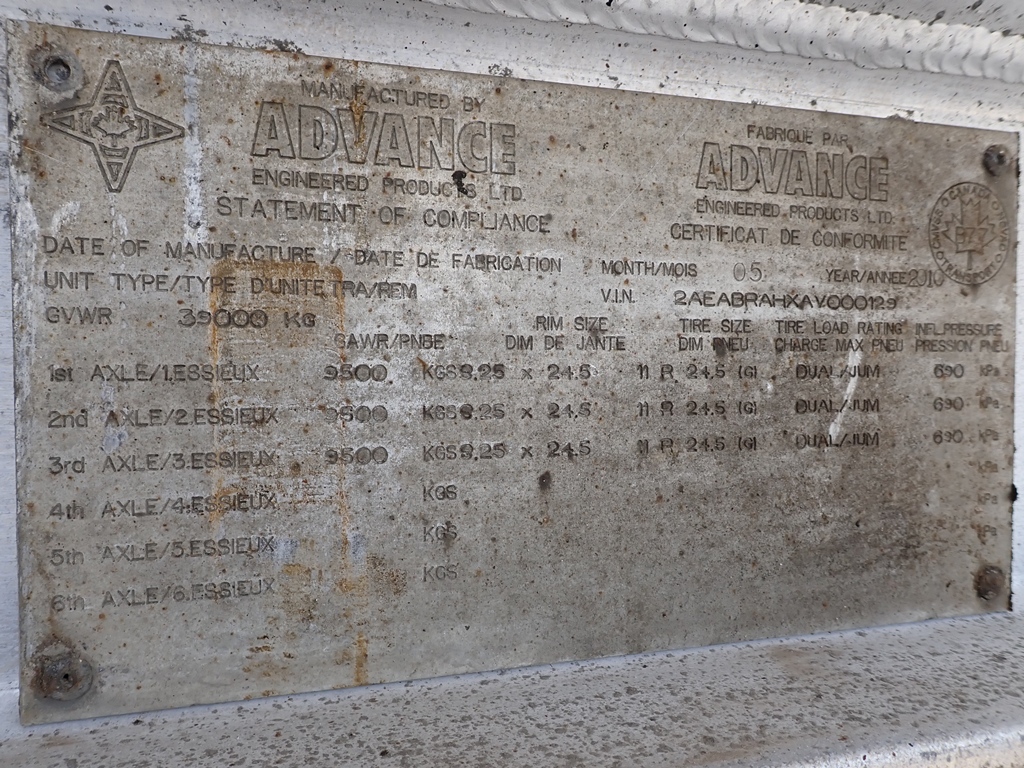 MANUFACTURED BY
ADVANCE
ENGINEERED PRODUCTS LTD.
STATEMENT OF COMPLIANCE
FABRIQUE PAR
ADVANCE
ENGINEERED PRODUCTS LTD.
CERTIFICAT DE CONFORMITE
CANADA
TRANSPORT
DATE OF MANUFACTURE / DATE DE FABRICATION MONTH/MOIS 05 YEAR/ANNEE 2010
UNIT TYPE/TYPE D'UNITE TRA/REM V.I.N. 2AEABRAHXAV000129
GVWR 39000 KG
GAWR/PNBE RIM SIZE DIM DE JANTE TIRE SIZE DIM PNEU TIRE LOAD RATING CHARGE MAX PNEU INFL.PRESSURE PRESSION PNEU
1st AXLE/1.ESSIEUX 9500 KGS 8.25 x 24.5 11 R 24.5 (G) DUAL/JUM 690 kPa
2nd AXLE/2.ESSIEUX 9500 KGS 8.25 x 24.5 11 R 24.5 (G) DUAL/JUM 690 kPa
3rd AXLE/3.ESSIEUX 9500 KGS 8.25 x 24.5 11 R 24.5 (G) DUAL/JUM 690 kPa
4th AXLE/4.ESSIEUX KGS kPa
5th AXLE/5.ESSIEUX KGS kPa
6th AXLE/6.ESSIEUX KGS kPa